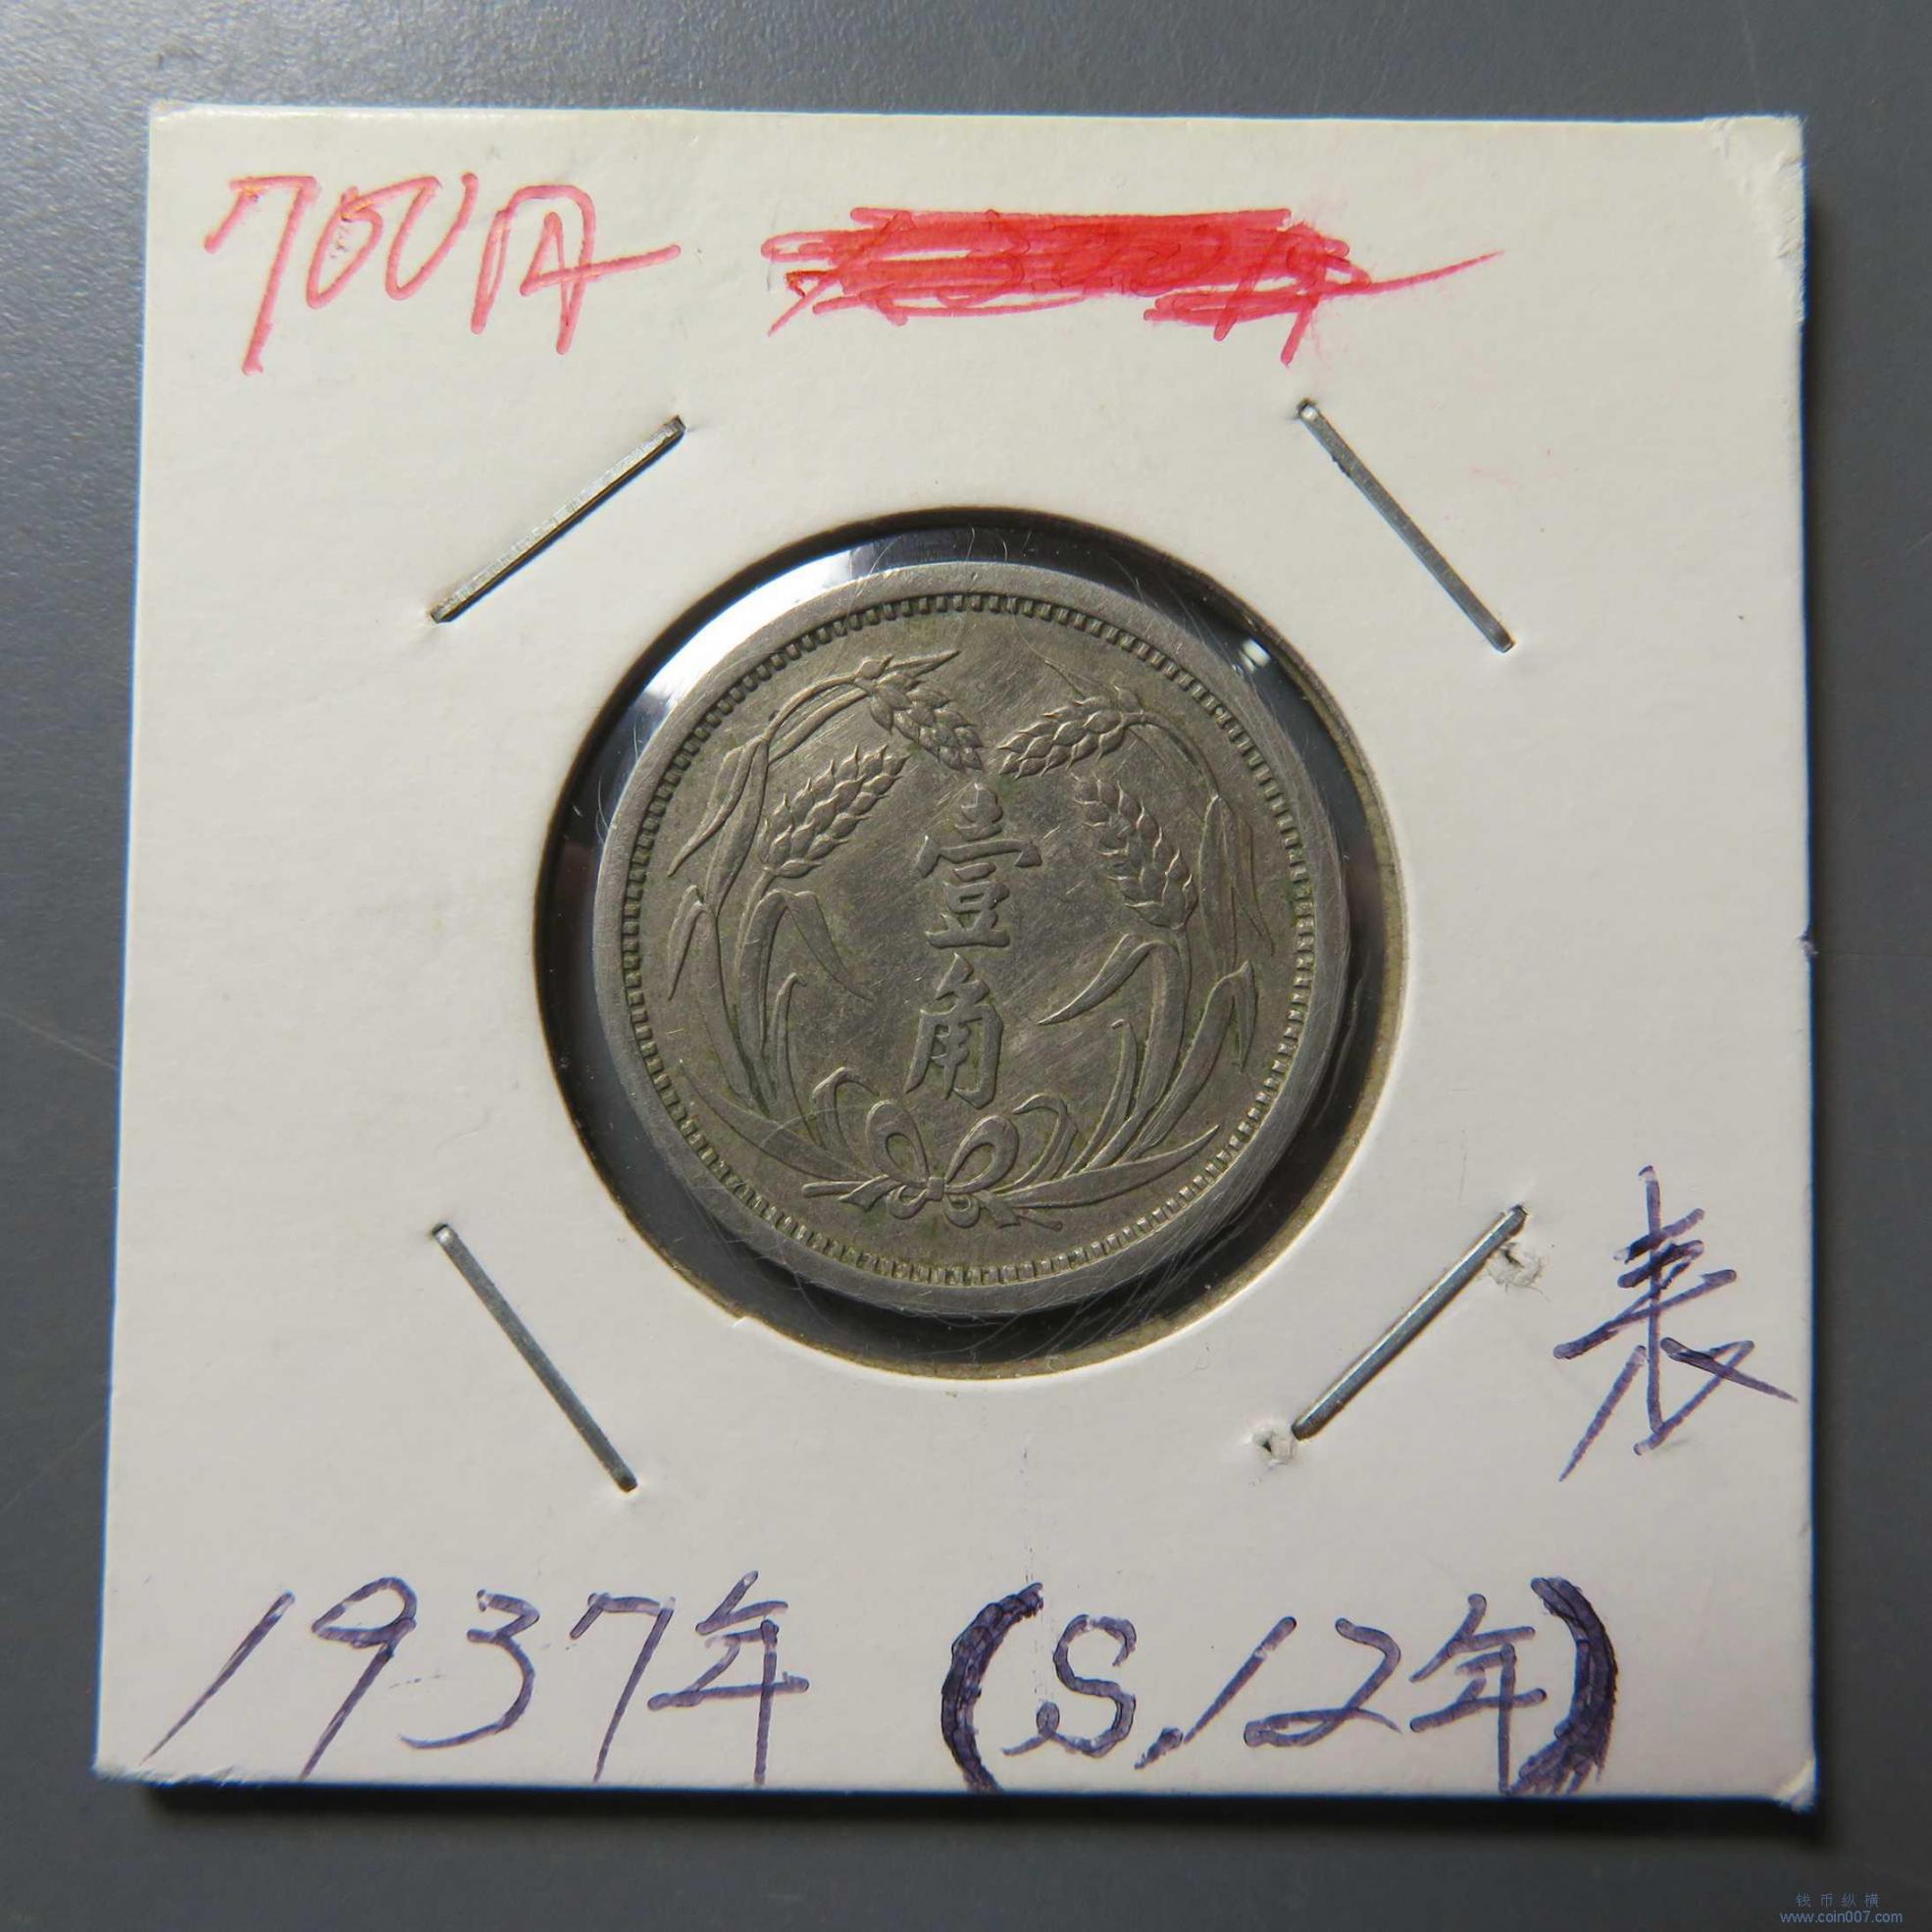 700円
壹
角
表
1937年 (S.12年)
钱币纵横
www.coin007.com